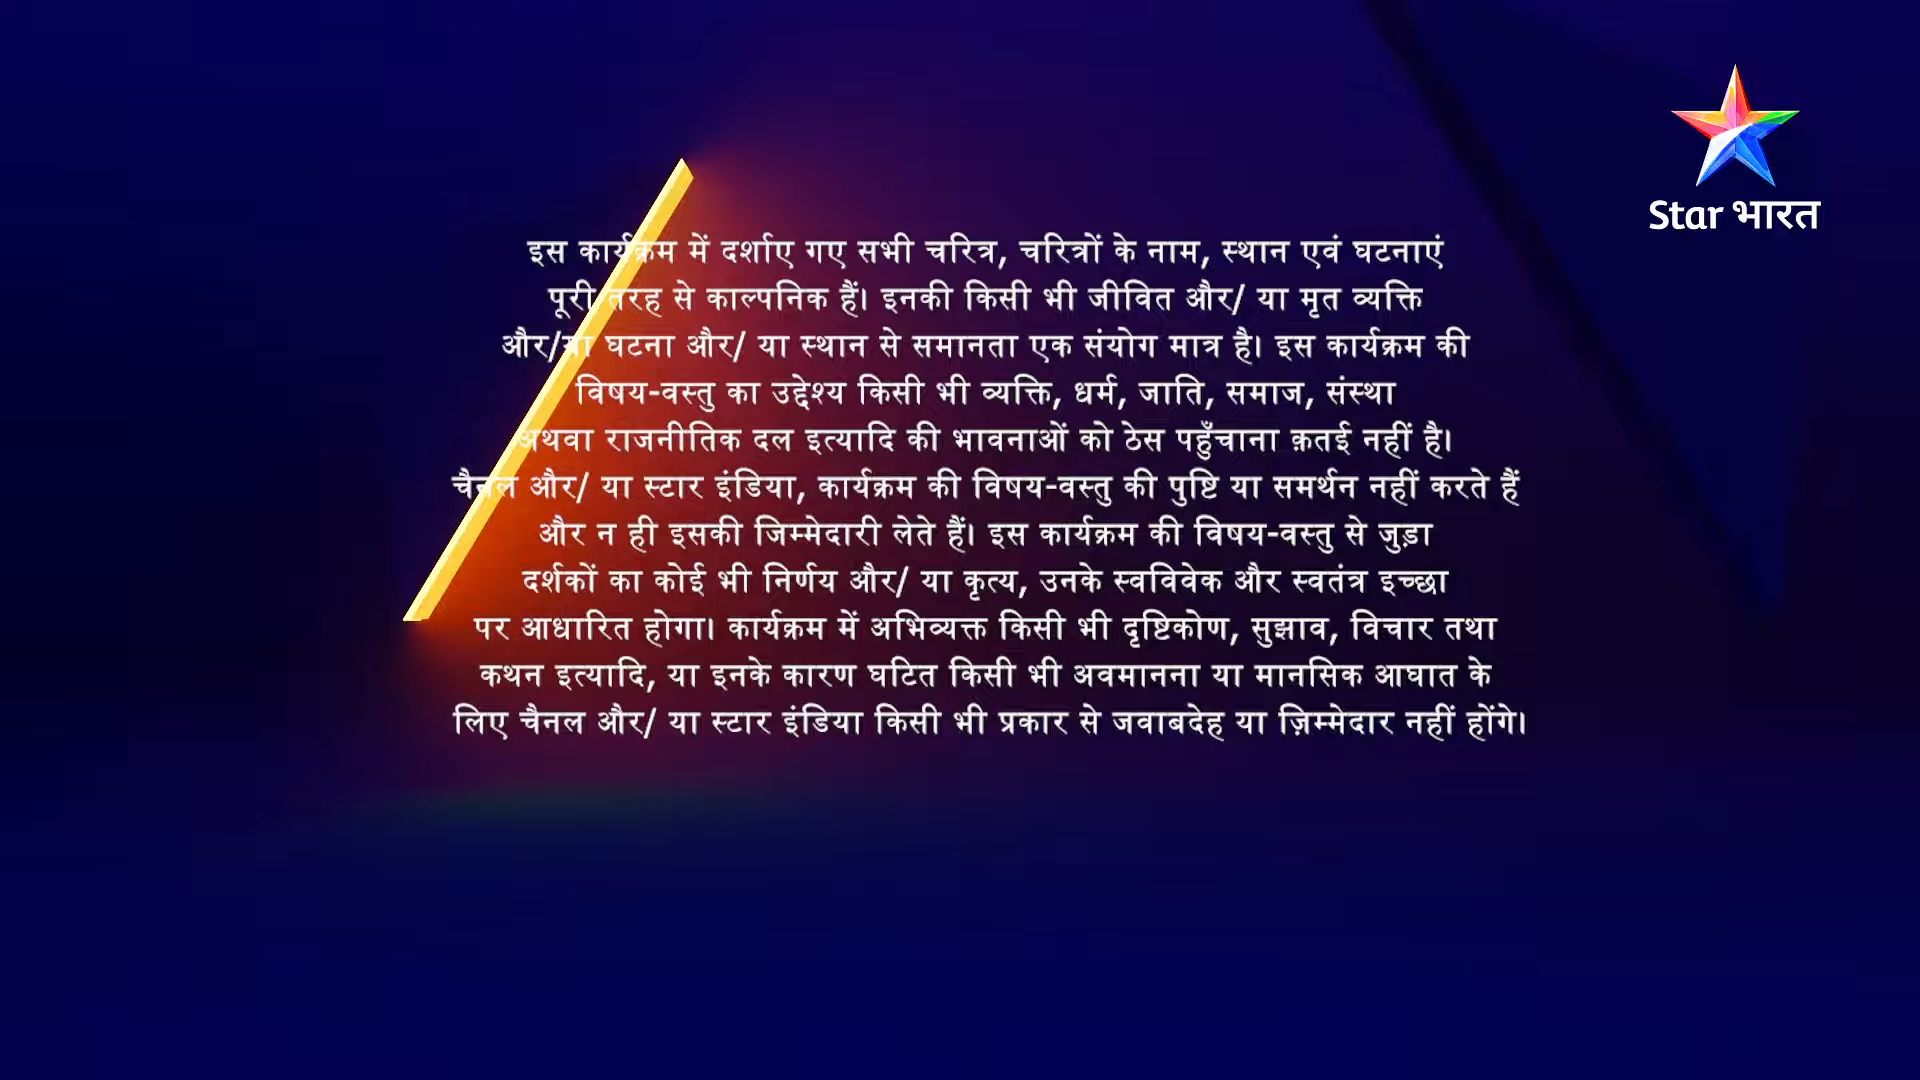 Star भारत
इस कार्यक्रम में दर्शाए गए सभी चरित्र, चरित्रों के नाम, स्थान एवं घटनाएं
पूरी तरह से काल्पनिक हैं। इनकी किसी भी जीवित और/ या मृत व्यक्ति
और/या घटना और/ या स्थान से समानता एक संयोग मात्र है। इस कार्यक्रम की
विषय-वस्तु का उद्देश्य किसी भी व्यक्ति, धर्म, जाति, समाज, संस्था
अथवा राजनीतिक दल इत्यादि की भावनाओं को ठेस पहुँचाना क़तई नहीं है।
चैनल और/ या स्टार इंडिया, कार्यक्रम की विषय-वस्तु की पुष्टि या समर्थन नहीं करते हैं
और न ही इसकी जिम्मेदारी लेते हैं। इस कार्यक्रम की विषय-वस्तु से जुड़ा
दर्शकों का कोई भी निर्णय और/ या कृत्य, उनके स्वविवेक और स्वतंत्र इच्छा
पर आधारित होगा। कार्यक्रम में अभिव्यक्त किसी भी दृष्टिकोण, सुझाव, विचार तथा
कथन इत्यादि, या इनके कारण घटित किसी भी अवमानना या मानसिक आघात के
लिए चैनल और/ या स्टार इंडिया किसी भी प्रकार से जवाबदेह या ज़िम्मेदार नहीं होंगे।